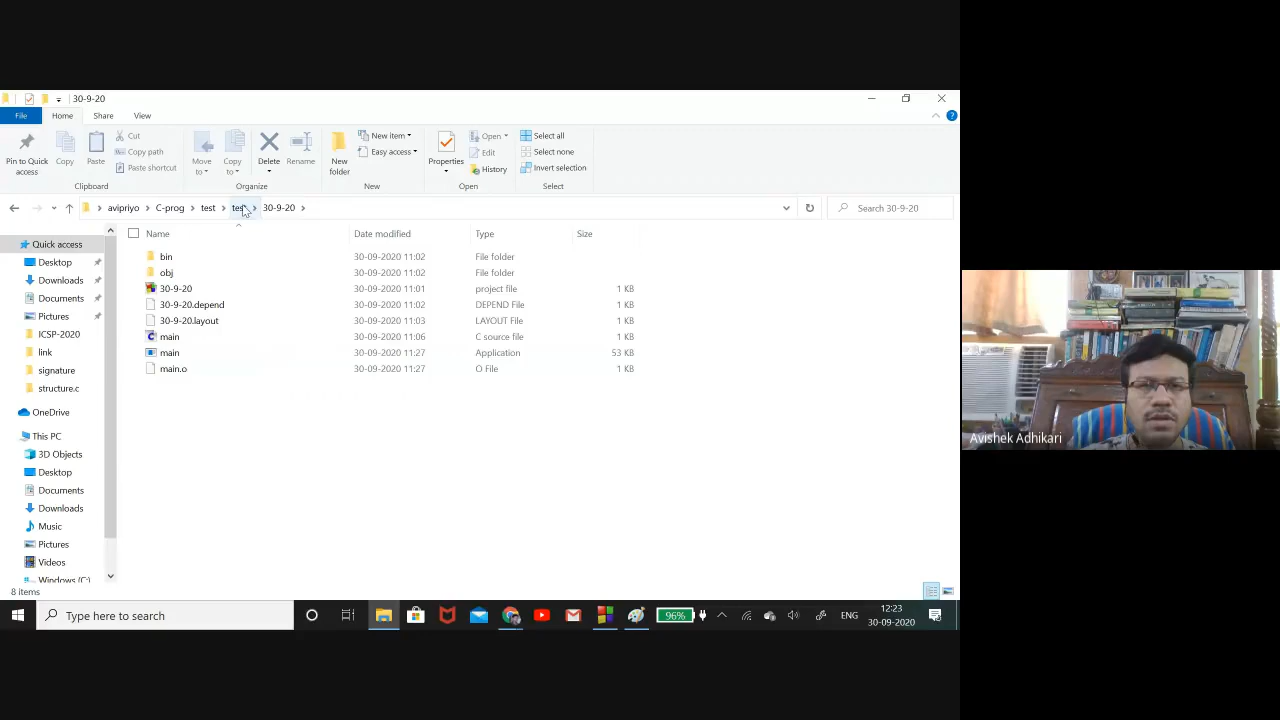 30-9-20
File Home Share View
Pin to Quick access
Copy
Paste
Cut
Copy path
Paste shortcut
Clipboard
Move to
Copy to
Delete
Rename
Organize
New folder
New item
Easy access
New
Properties
Open
Edit
History
Open
Select all
Select none
Invert selection
Select
avipriyo C-prog test 30-9-20
Search 30-9-20
Name Date modified Type Size
bin 30-09-2020 11:02 File folder
obj 30-09-2020 11:02 File folder
30-9-20 30-09-2020 11:01 project file 1 KB
30-9-20.depend 30-09-2020 11:02 DEPEND File 1 KB
30-9-20.layout 30-09-2020 11:03 LAYOUT File 1 KB
main 30-09-2020 11:06 C source file 1 KB
main 30-09-2020 11:27 Application 53 KB
main.o 30-09-2020 11:27 O File 1 KB
Quick access
Desktop
Downloads
Documents
Pictures
ICSP-2020
link
signature
structure.c
OneDrive
This PC
3D Objects
Desktop
Documents
Downloads
Music
Pictures
Videos
Windows (C:)
8 items
Type here to search
96%
ENG
12:23
30-09-2020
Avishek Adhikari